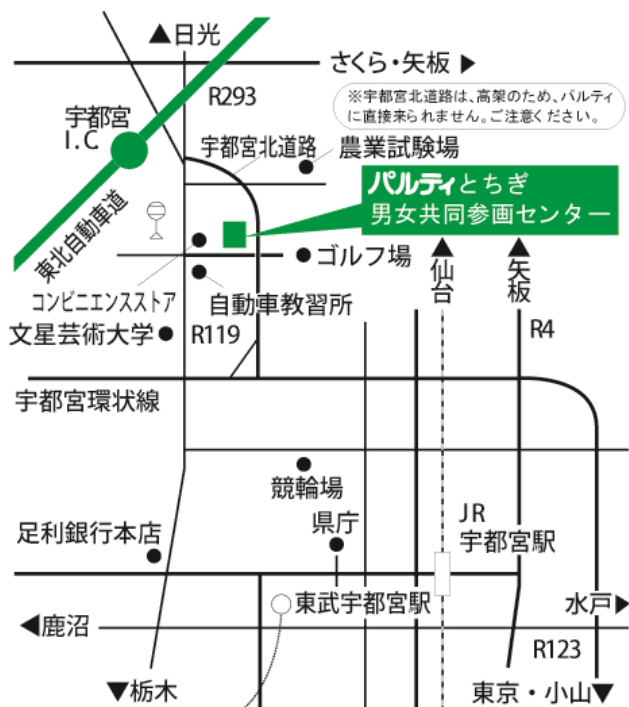 ▲日光
さくら・矢板▶
R293
※宇都宮北道路は、高架のため、パルティ
に直接来られません。ご注意ください。
宇都宮
I.C
宇都宮北道路
農業試験場
パルティとちぎ
男女共同参画センター
東北自動車道
ゴルフ場
▲仙台
▲矢板
コンビニエンスストア
自動車教習所
文星芸術大学
R119
R4
宇都宮環状線
競輪場
足利銀行本店
県庁
JR
宇都宮駅
東武宇都宮駅
水戸▶
◀鹿沼
R123
▼栃木
東京・小山▼